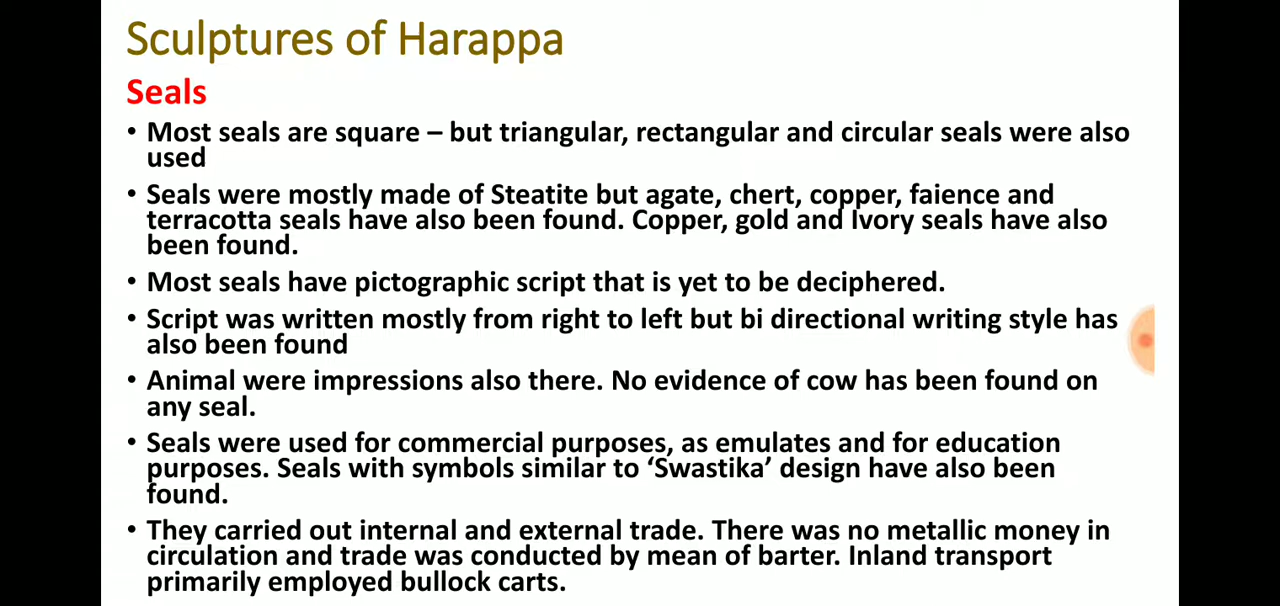 Sculptures of Harappa
Seals
• Most seals are square – but triangular, rectangular and circular seals were also
used
• Seals were mostly made of Steatite but agate, chert, copper, faience and
terracotta seals have also been found. Copper, gold and Ivory seals have also
been found.
• Most seals have pictographic script that is yet to be deciphered.
• Script was written mostly from right to left but bi directional writing style has
also been found
• Animal were impressions also there. No evidence of cow has been found on
any seal.
• Seals were used for commercial purposes, as emulates and for education
purposes. Seals with symbols similar to ‘Swastika’ design have also been
found.
• They carried out internal and external trade. There was no metallic money in
circulation and trade was conducted by mean of barter. Inland transport
primarily employed bullock carts.